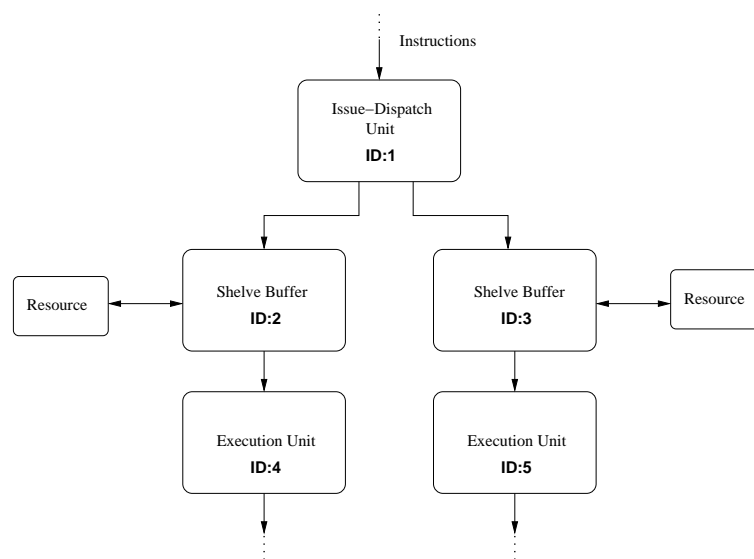 Instructions
Issue–Dispatch
Unit
ID:1
Shelve Buffer
ID:2
Shelve Buffer
ID:3
Resource
Resource
Execution Unit
ID:4
Execution Unit
ID:5